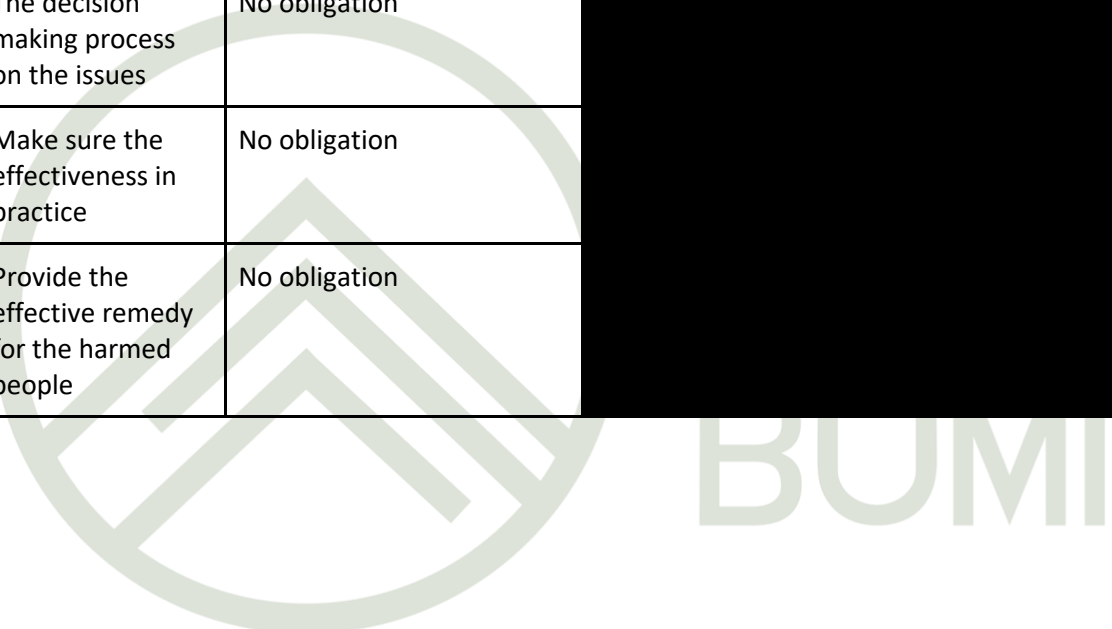 The decision
making process
on the issues
No obligation
Make sure the
effectiveness in
practice
No obligation
Provide the
effective remedy
for the harmed
people
No obligation
BUMI